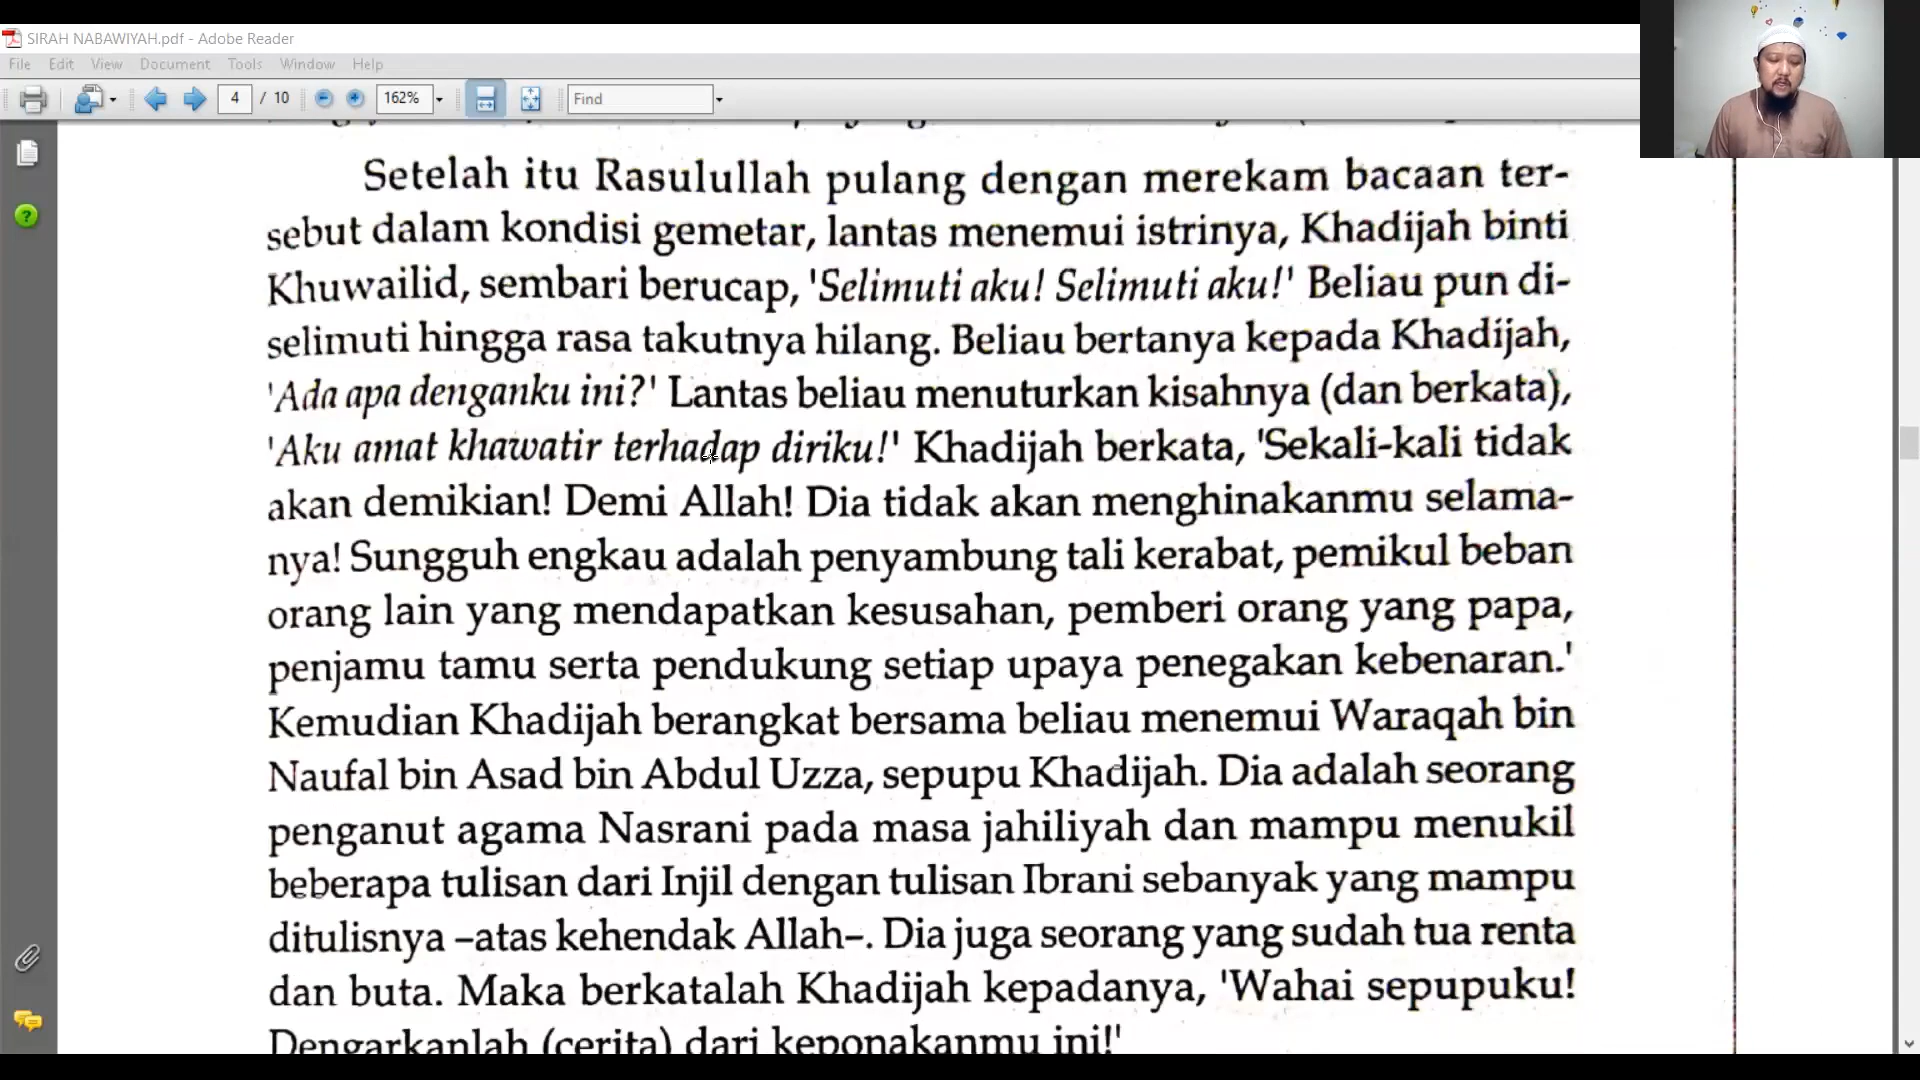 SIRAH NABAWIYAH.pdf - Adobe Reader
File Edit View Document Tools Window Help
4 / 10 162% Find
Setelah itu Rasulullah pulang dengan merekam bacaan ter-
sebut dalam kondisi gemetar, lantas menemui istrinya, Khadijah binti
Khuwailid, sembari berucap, 'Selimuti aku! Selimuti aku!' Beliau pun di-
selimuti hingga rasa takutnya hilang. Beliau bertanya kepada Khadijah,
'Ada apa denganku ini?' Lantas beliau menuturkan kisahnya (dan berkata),
'Aku amat khawatir terhadap diriku!' Khadijah berkata, 'Sekali-kali tidak
akan demikian! Demi Allah! Dia tidak akan menghinakanmu selama-
nya! Sungguh engkau adalah penyambung tali kerabat, pemikul beban
orang lain yang mendapatkan kesusahan, pemberi orang yang papa,
penjamu tamu serta pendukung setiap upaya penegakan kebenaran.'
Kemudian Khadijah berangkat bersama beliau menemui Waraqah bin
Naufal bin Asad bin Abdul Uzza, sepupu Khadijah. Dia adalah seorang
penganut agama Nasrani pada masa jahiliyah dan mampu menukil
beberapa tulisan dari Injil dengan tulisan Ibrani sebanyak yang mampu
ditulisnya –atas kehendak Allah–. Dia juga seorang yang sudah tua renta
dan buta. Maka berkatalah Khadijah kepadanya, 'Wahai sepupuku!
Dengarkanlah (cerita) dari keponakanmu ini!'